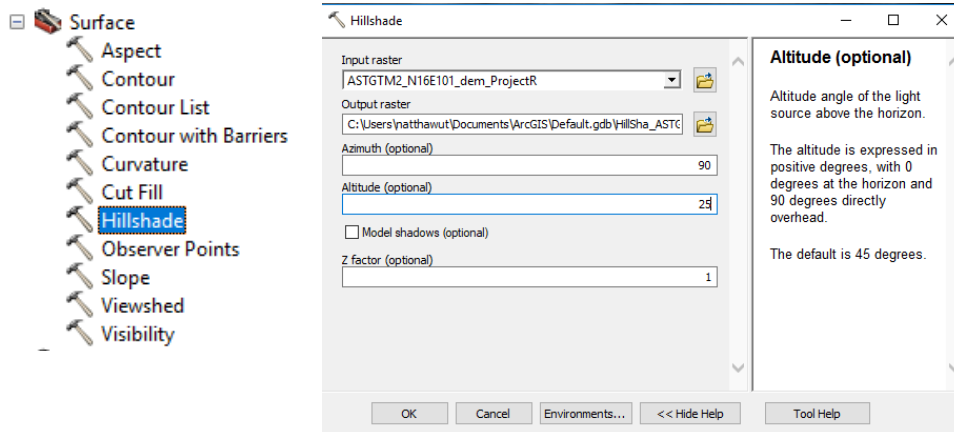 Surface
Aspect
Contour
Contour List
Contour with Barriers
Curvature
Cut Fill
Hillshade
Observer Points
Slope
Viewshed
Visibility
Hillshade
Input raster
ASTGTM2_N16E101_dem_ProjectR
Output raster
C:\Users\natthawut\Documents\ArcGIS\Default.gdb\HillSha_ASTG
Azimuth (optional)
90
Altitude (optional)
25
Model shadows (optional)
Z factor (optional)
1
OK
Cancel
Environments...
<< Hide Help
Altitude (optional)
Altitude angle of the light
source above the horizon.
The altitude is expressed in
positive degrees, with 0
degrees at the horizon and
90 degrees directly
overhead.
The default is 45 degrees.
Tool Help